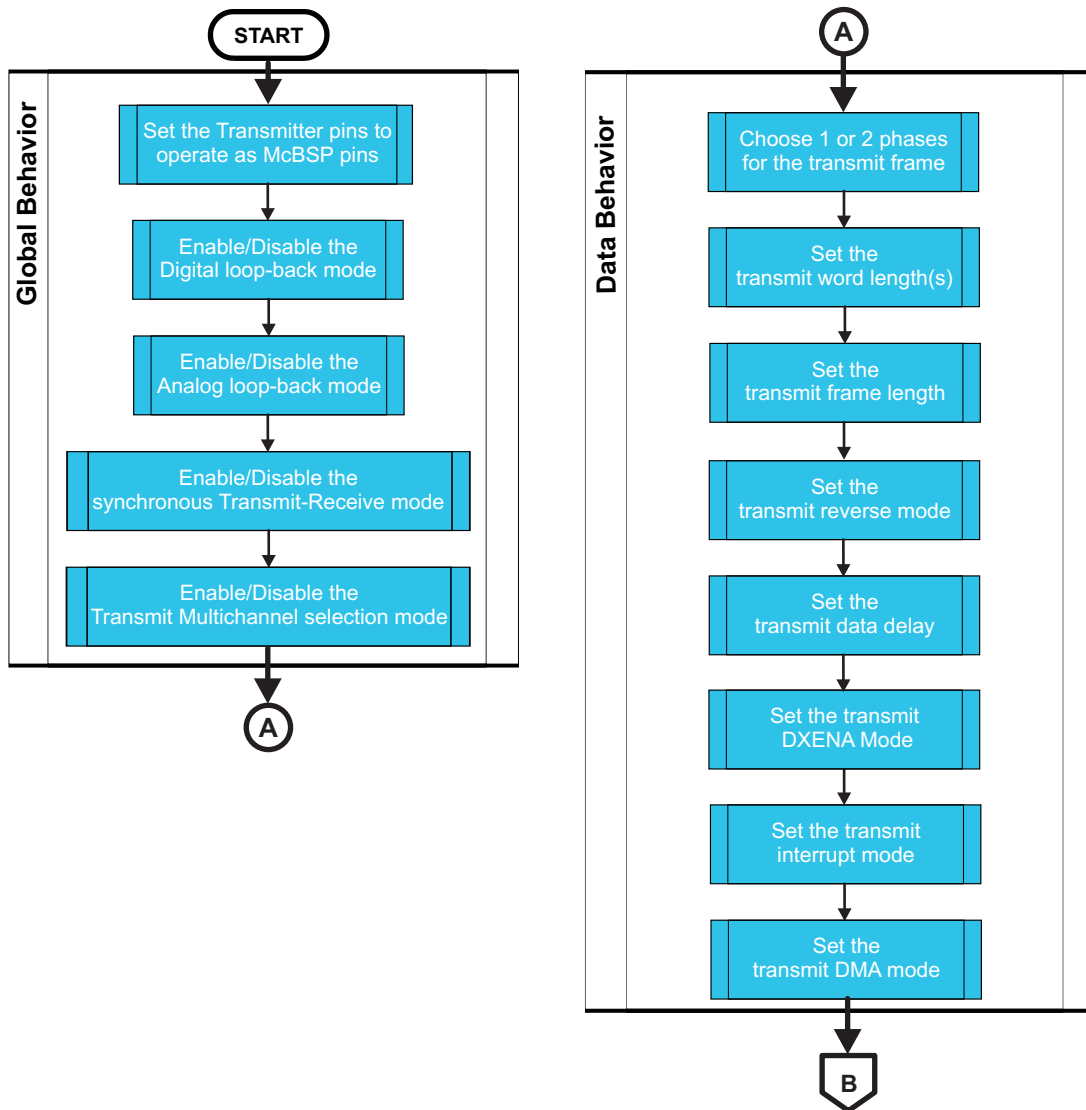 START
Global Behavior
Set the Transmitter pins to
operate as McBSP pins
Enable/Disable the
Digital loop-back mode
Enable/Disable the
Analog loop-back mode
Enable/Disable the
synchronous Transmit-Receive mode
Enable/Disable the
Transmit Multichannel selection mode
A
A
Data Behavior
Choose 1 or 2 phases
for the transmit frame
Set the
transmit word length(s)
Set the
transmit frame length
Set the
transmit reverse mode
Set the
transmit data delay
Set the transmit
DXENA Mode
Set the transmit
interrupt mode
Set the
transmit DMA mode
B